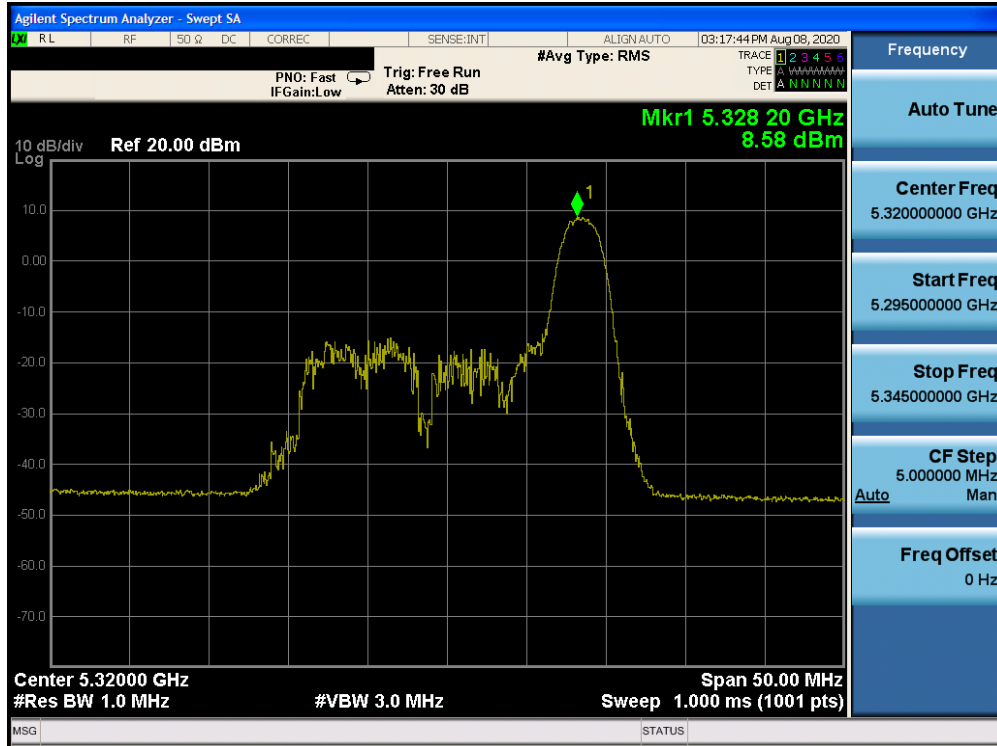 Agilent Spectrum Analyzer - Swept SA
LXI RL RF 50 Ω DC CORREC SENSE:INT ALIGNAUTO 03:17:44 PM Aug 08, 2020
#Avg Type: RMS
TRACE 1 2 3 4 5 6
TYPE A WWWWWW
DET A N N N N N
PNO: Fast
IFGain:Low
Trig: Free Run
Atten: 30 dB
Mkr1 5.328 20 GHz
8.58 dBm
10 dB/div Ref 20.00 dBm
Log
1
10.0
0.00
-10.0
-20.0
-30.0
-40.0
-50.0
-60.0
-70.0
Center 5.32000 GHz Span 50.00 MHz
#Res BW 1.0 MHz #VBW 3.0 MHz Sweep 1.000 ms (1001 pts)
MSG STATUS
Frequency
Auto Tune
Center Freq
5.320000000 GHz
Start Freq
5.295000000 GHz
Stop Freq
5.345000000 GHz
CF Step
5.000000 MHz
Auto Man
Freq Offset
0 Hz